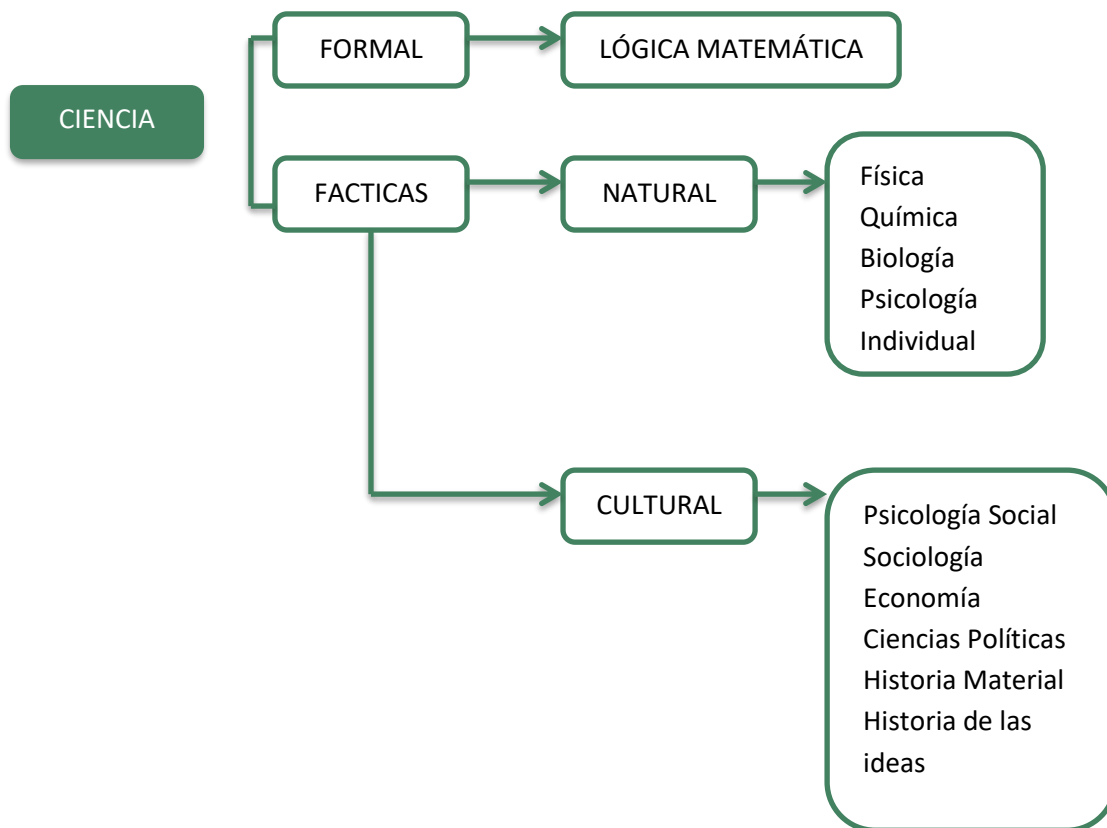 FORMAL
LÓGICA MATEMÁTICA
CIENCIA
FACTICAS
NATURAL
Física
Química
Biología
Psicología
Individual
CULTURAL
Psicología Social
Sociología
Economía
Ciencias Políticas
Historia Material
Historia de las
ideas